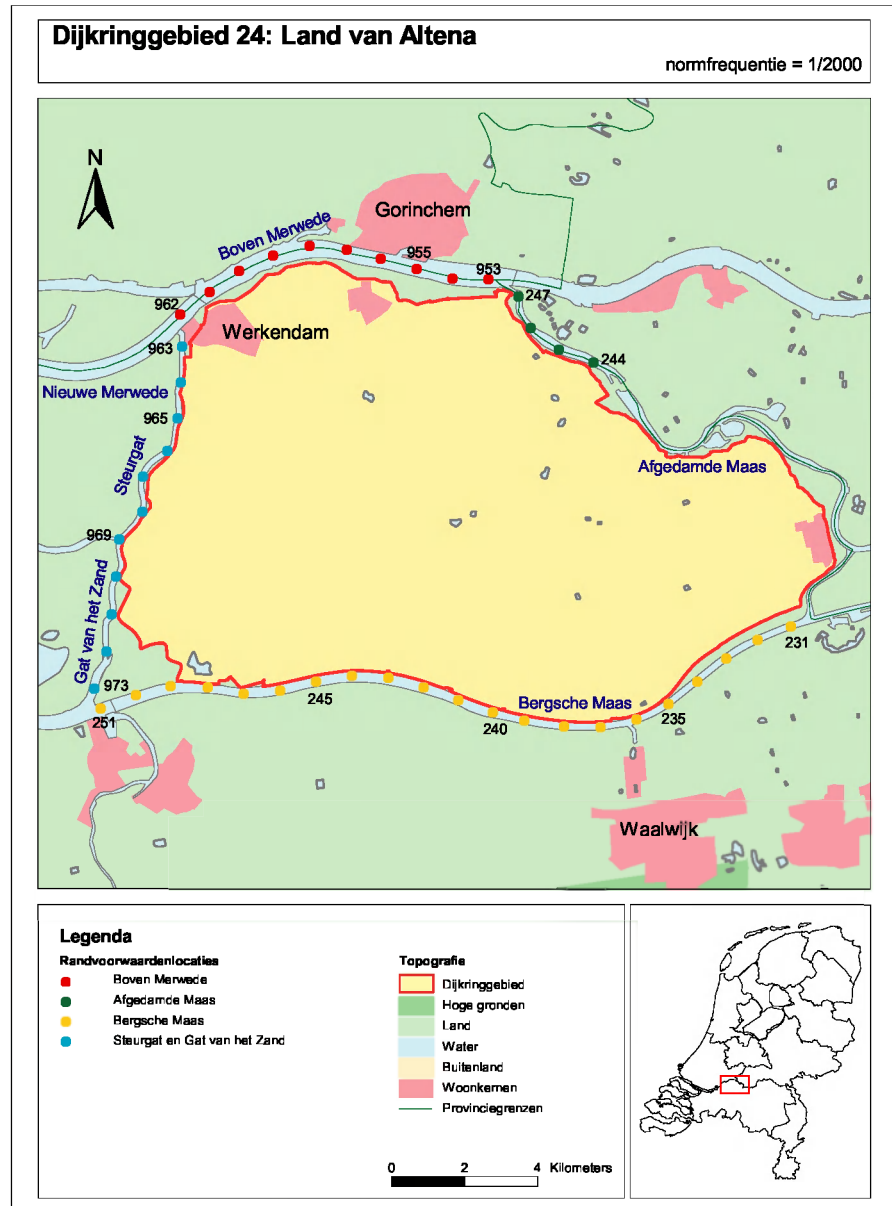 Dijkringgebied 24: Land van Altena
normfrequentie = 1/2000
N
Gorinchem
Boven Merwede
955
953
962
247
Werkendam
963
244
Nieuwe Merwede
965
Steurgat
Afgedamde Maas
969
Gat van het Zand
231
973
245
Bergsche Maas
251
240
235
Waalwijk
Legenda
Randvoorwaardenlocaties
Boven Merwede
Afgedamde Maas
Bergsche Maas
Steurgat en Gat van het Zand
Topografie
Dijkringgebied
Hoge gronden
Land
Water
Buitenland
Woonkernen
Provinciegrenzen
0 2 4 Kilometers